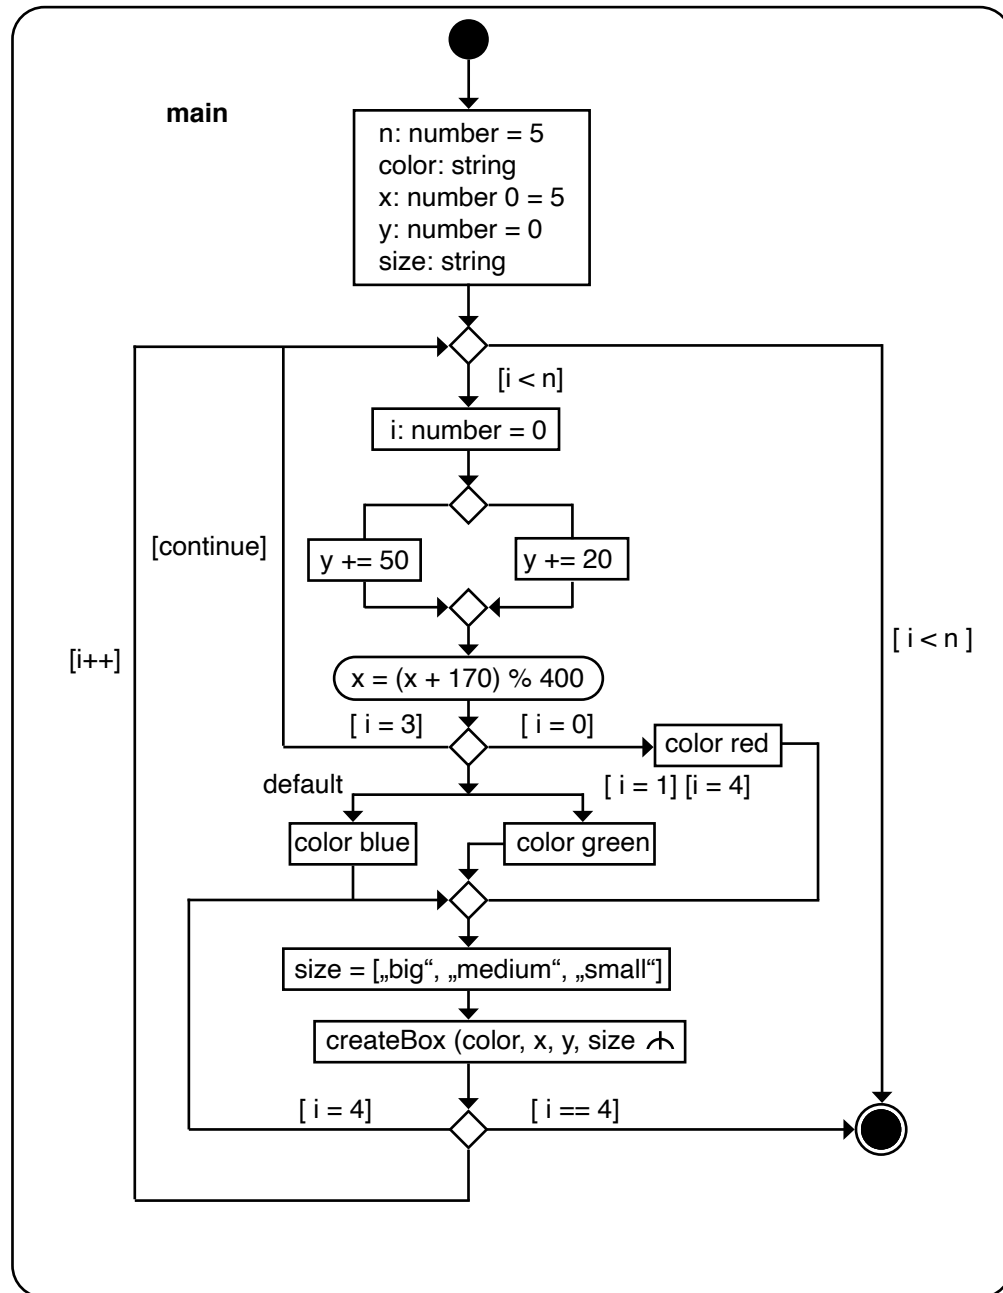 main
n: number = 5
color: string
x: number 0 = 5
y: number = 0
size: string
[i < n]
i: number = 0
[continue]
y += 50
y += 20
[i++]
[ i < n ]
x = (x + 170) % 400
[ i = 3]
[ i = 0]
color red
default
[ i = 1] [i = 4]
color blue
color green
size = [„big“, „medium“, „small“]
createBox (color, x, y, size
[ i = 4]
[ i == 4]